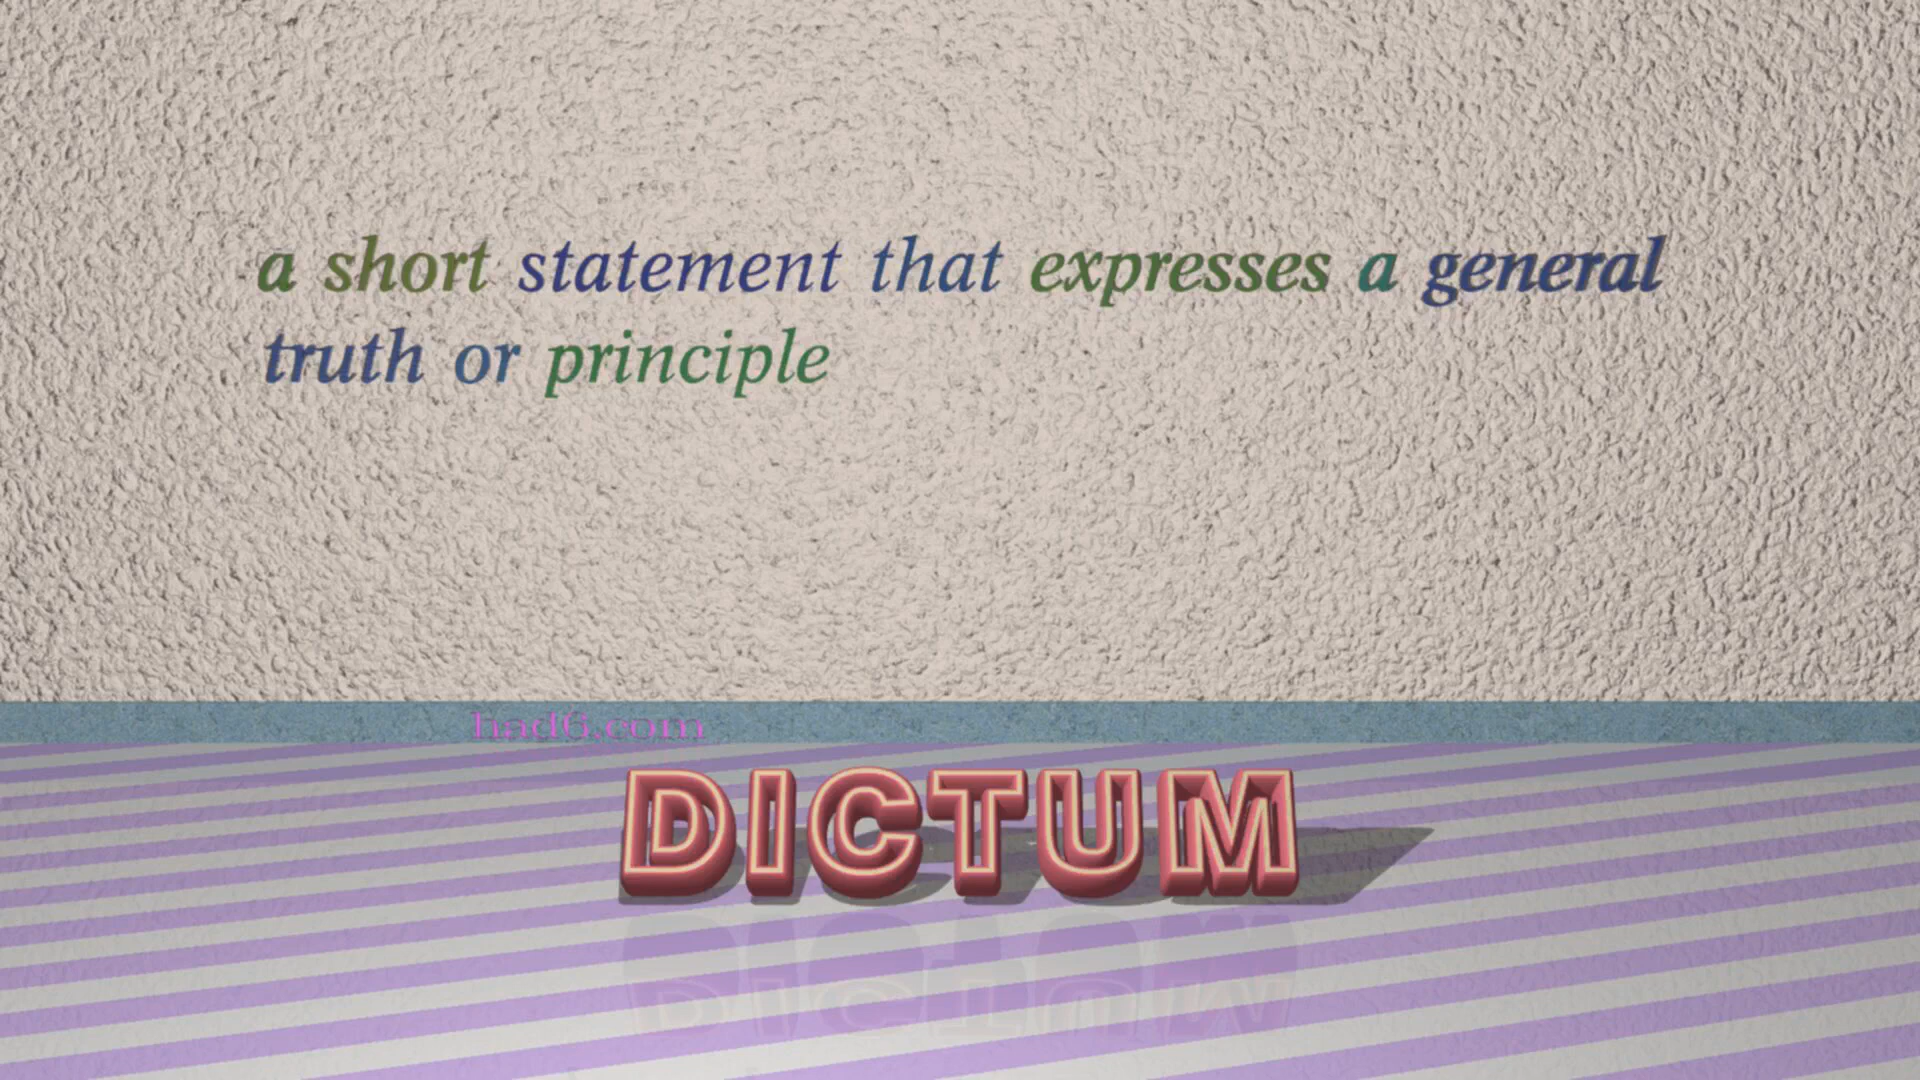 a short statement that expresses a general
truth or principle
had6.com
DICTUM